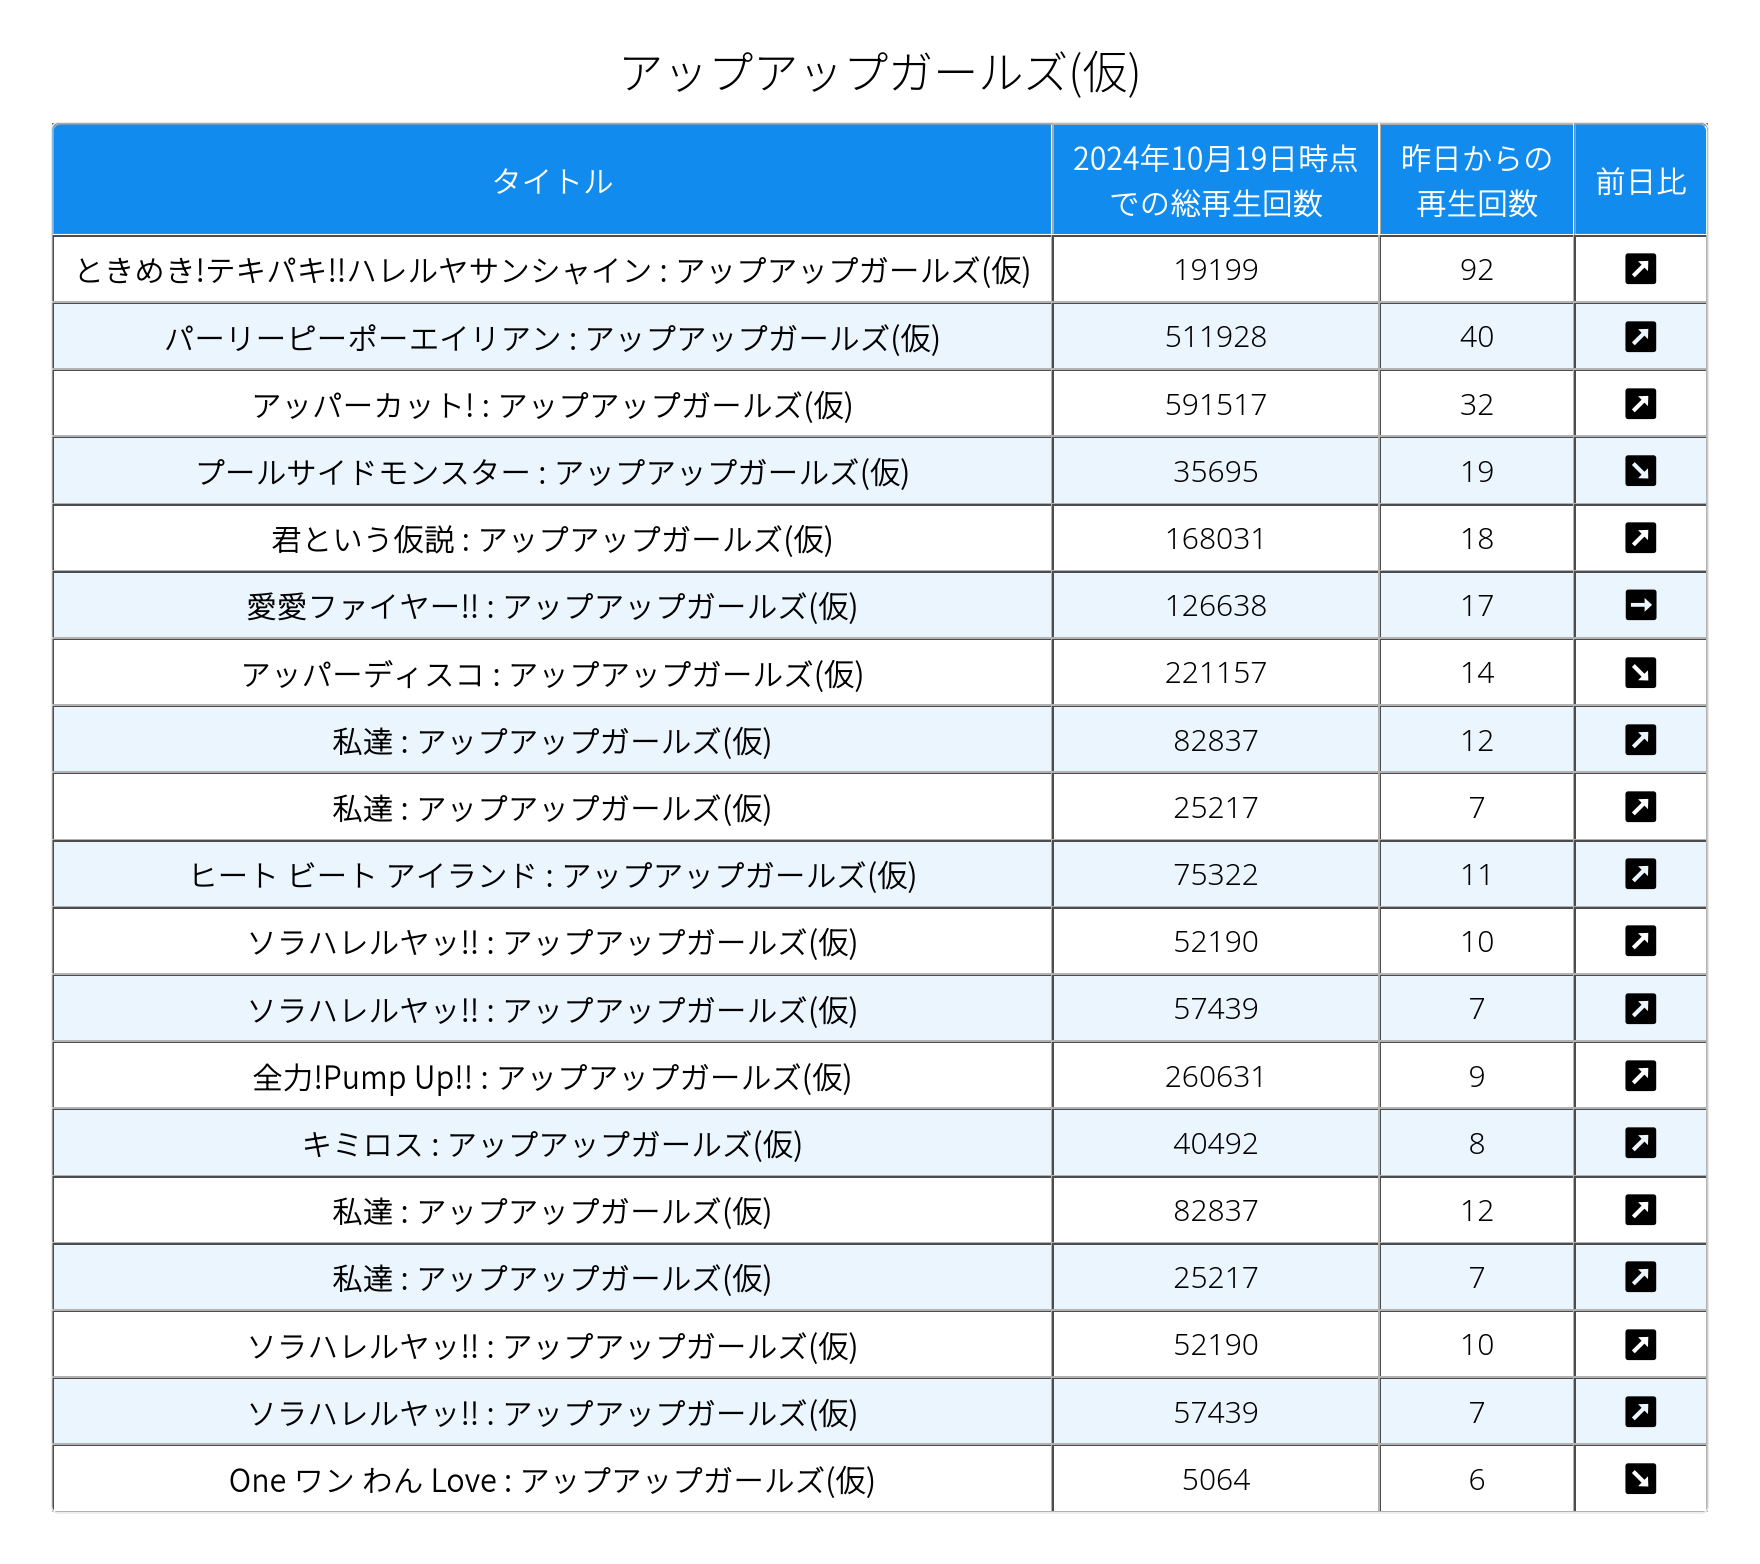 アップアップガールズ(仮)
タイトル 2024年10月19日時点での総再生回数 昨日からの再生回数 前日比
ときめき!テキパキ!!ハレルヤサンシャイン : アップアップガールズ(仮) 19199 92 ↗
パーリーピーポーエイリアン : アップアップガールズ(仮) 511928 40 ↗
アッパーカット! : アップアップガールズ(仮) 591517 32 ↗
プールサイドモンスター : アップアップガールズ(仮) 35695 19 ↘
君という仮説 : アップアップガールズ(仮) 168031 18 ↗
愛愛ファイヤー!! : アップアップガールズ(仮) 126638 17 →
アッパーディスコ : アップアップガールズ(仮) 221157 14 ↘
私達 : アップアップガールズ(仮) 82837 12 ↗
私達 : アップアップガールズ(仮) 25217 7 ↗
ヒート ビート アイランド : アップアップガールズ(仮) 75322 11 ↗
ソラハレルヤッ!! : アップアップガールズ(仮) 52190 10 ↗
ソラハレルヤッ!! : アップアップガールズ(仮) 57439 7 ↗
全力!Pump Up!! : アップアップガールズ(仮) 260631 9 ↗
キミロス : アップアップガールズ(仮) 40492 8 ↗
私達 : アップアップガールズ(仮) 82837 12 ↗
私達 : アップアップガールズ(仮) 25217 7 ↗
ソラハレルヤッ!! : アップアップガールズ(仮) 52190 10 ↗
ソラハレルヤッ!! : アップアップガールズ(仮) 57439 7 ↗
One ワン わん Love : アップアップガールズ(仮) 5064 6 ↘